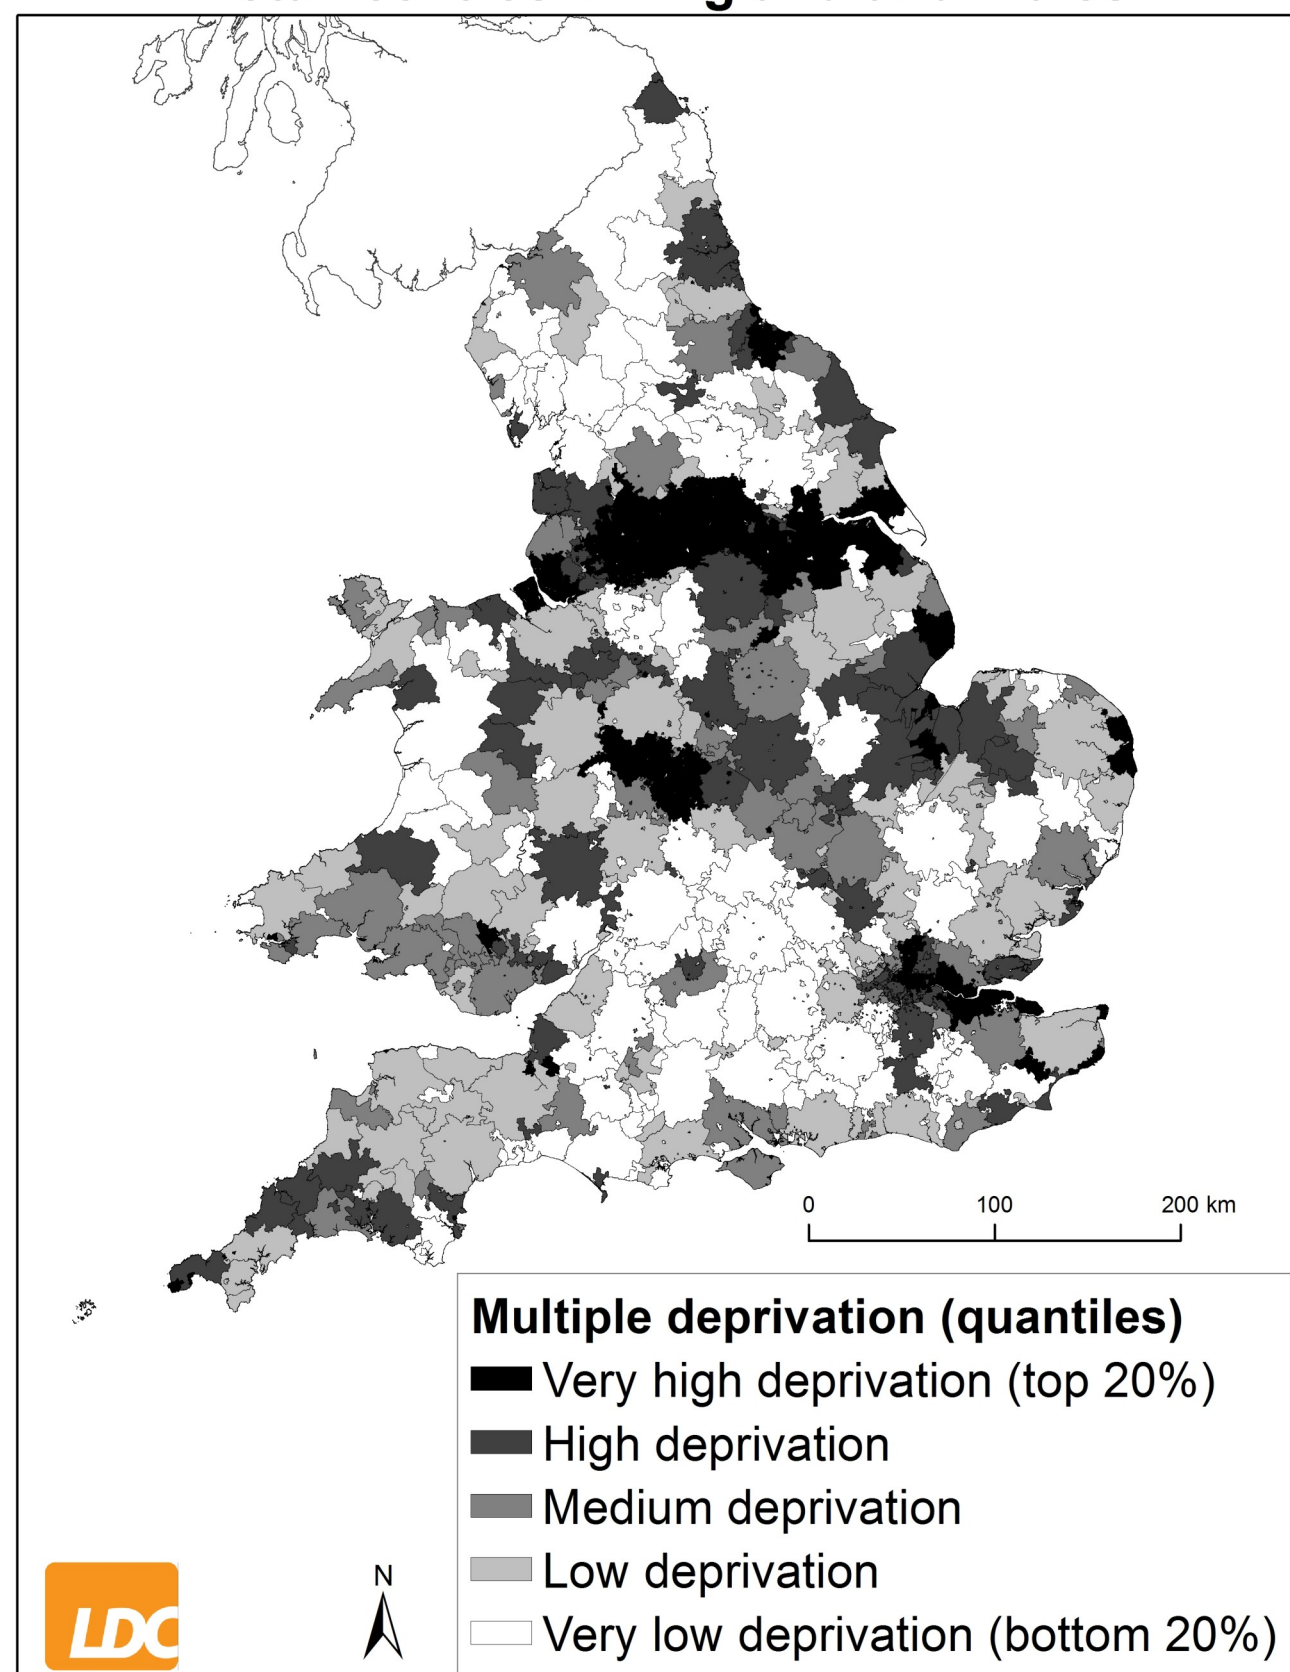 0 100 200 km
Multiple deprivation (quantiles)
Very high deprivation (top 20%)
High deprivation
Medium deprivation
Low deprivation
Very low deprivation (bottom 20%)
N
LDC